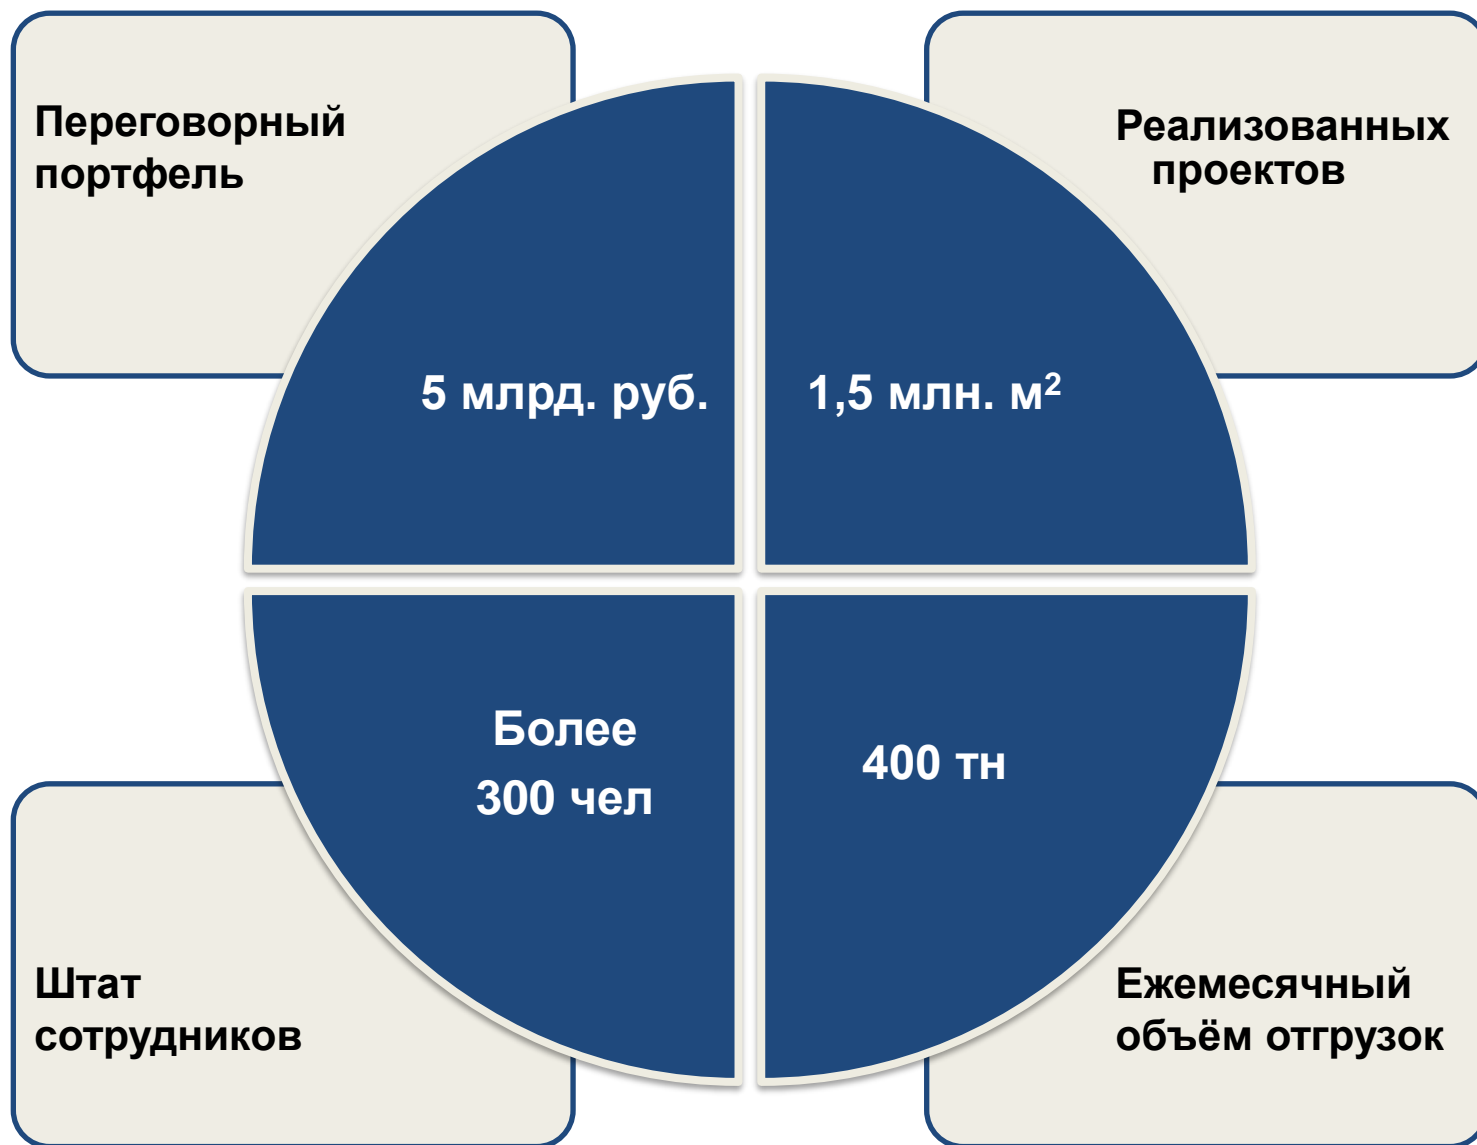 Переговорный
портфель
Реализованных
проектов
5 млрд. руб.
1,5 млн. м²
Более
300 чел
400 тн
Штат
сотрудников
Ежемесячный
объём отгрузок